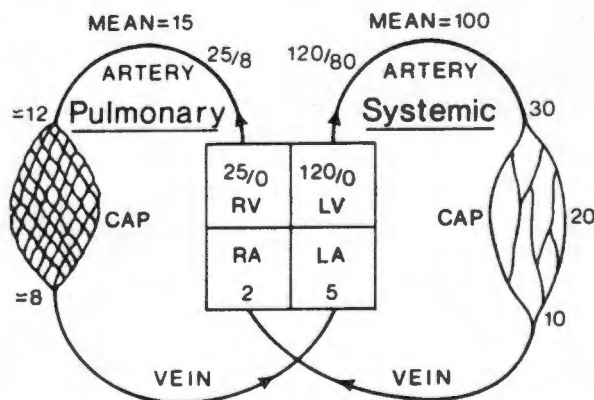 MEAN=15
MEAN=100
25/8
120/80
ARTERY
ARTERY
Pulmonary
Systemic
≃12
30
25/0
120/0
RV
LV
CAP
CAP
20
RA
LA
2
5
≃8
10
VEIN
VEIN